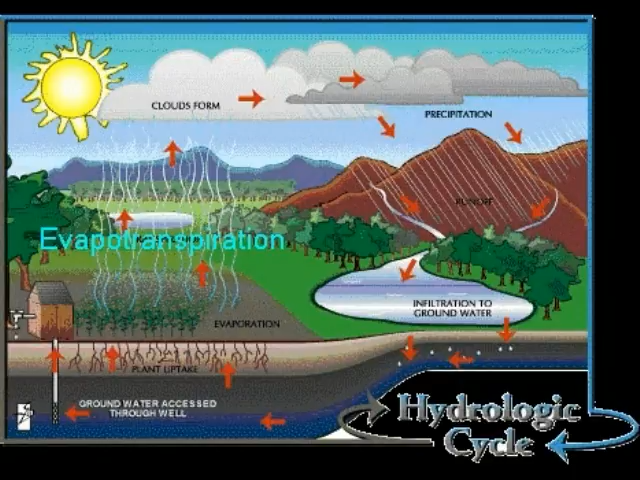 CLOUDS FORM
PRECIPITATION
RUNOFF
Evapotranspiration
INFILTRATION TO
GROUND WATER
EVAPORATION
PLANT UPTAKE
GROUND WATER ACCESSED
THROUGH WELL
Hydrologic
Cycle